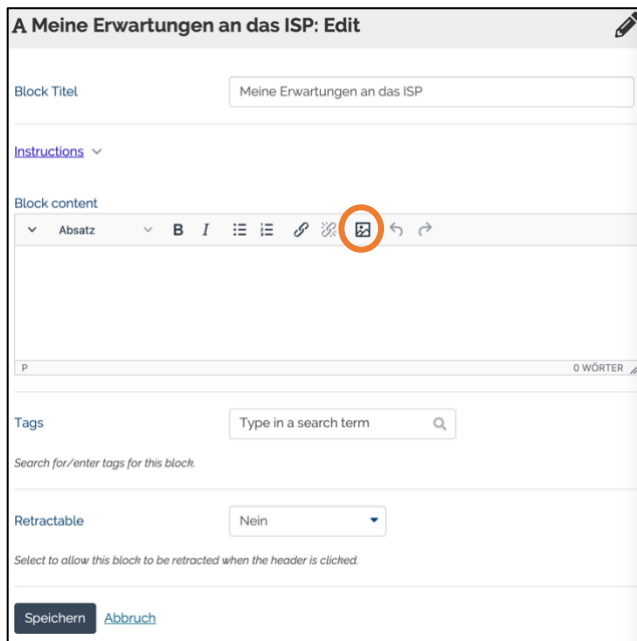 A Meine Erwartungen an das ISP: Edit
Block Titel
Meine Erwartungen an das ISP
Instructions
Block content
Absatz B I
P
0 WÖRTER
Tags
Type in a search term
Search for/enter tags for this block.
Retractable
Nein
Select to allow this block to be retracted when the header is clicked.
Speichern Abbruch